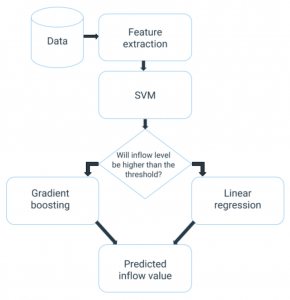 Data
Feature
extraction
SVM
Will inflow level
be higher than the
threshold?
Gradient
boosting
Linear
regression
Predicted
inflow value